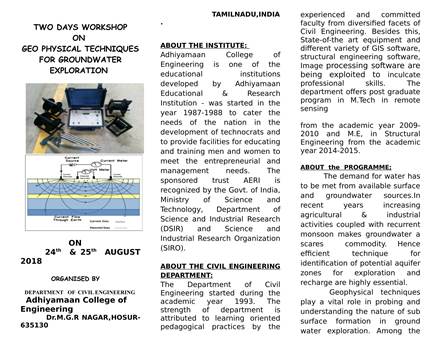 TWO DAYS WORKSHOP
ON
GEO PHYSICAL TECHNIQUES
FOR GROUNDWATER
EXPLORATION
Current
Source
Current Meter
Current Flow
Through Earth
ON
24th & 25th AUGUST
2018
ORGANISED BY
DEPARTMENT OF CIVIL ENGINEERING
Adhiyamaan College of
Engineering
Dr.M.G.R NAGAR,HOSUR-
635130
TAMILNADU,INDIA
.
ABOUT THE INSTITUTE:
Adhiyamaan College of
Engineering is one of the
educational institutions
developed by Adhiyamaan
Educational & Research
Institution - was started in the
year 1987-1988 to cater the
needs of the nation in the
development of technocrats and
to provide facilities for educating
and training men and women to
meet the entrepreneurial and
management needs. The
sponsored trust AERI is
recognized by the Govt. of India,
Ministry of Science and
Technology, Department of
Science and Industrial Research
(DSIR) and Science and
Industrial Research Organization
(SIRO).
ABOUT THE CIVIL ENGINEERING
DEPARTMENT:
The Department of Civil
Engineering started during the
academic year 1993. The
strength of department is
attributed to learning oriented
pedagogical practices by the
experienced and committed
faculty from diversified facets of
Civil Engineering. Besides this,
State-of-the art equipment and
different variety of GIS software,
structural engineering software,
Image processing software are
being exploited to inculcate
professional skills. The
department offers post graduate
program in M.Tech in remote
sensing
from the academic year 2009-
2010 and M.E, in Structural
Engineering from the academic
year 2014-2015.
ABOUT the PROGRAMME;
The demand for water has
to be met from available surface
and groundwater sources.In
recent years increasing
agricultural & industrial
activities coupled with recurrent
monsoon makes groundwater a
scares commodity. Hence
efficient technique for
identification of potential aquifer
zones for exploration and
recharge are highly essential.
Geophysical techniques
play a vital role in probing and
understanding the nature of sub
surface formation in ground
water exploration. Among the